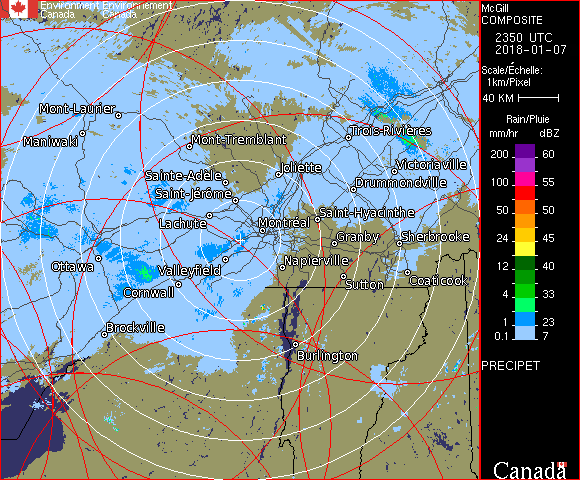 Environment Environnement
Canada Canada
Mont-Laurier
Maniwaki
Mont-Tremblant
Trois-Rivières
Joliette
Victoriaville
Sainte-Adèle
Drummondville
Saint-Jérôme
Saint-Hyacinthe
Lachute
Montréal
Granby
Sherbrooke
Ottawa
Valleyfield
Napierville
Cornwall
Sutton
Coaticook
Brockville
Burlington
McGill
COMPOSITE
2350 UTC
2018-01-07
Scale/Échelle:
1km/Pixel
40 KM
Rain/Pluie
mm/hr dBZ
200 60
100 55
50 50
24 45
12 40
4 33
1 23
0.1 7
PRECIPET
Canada